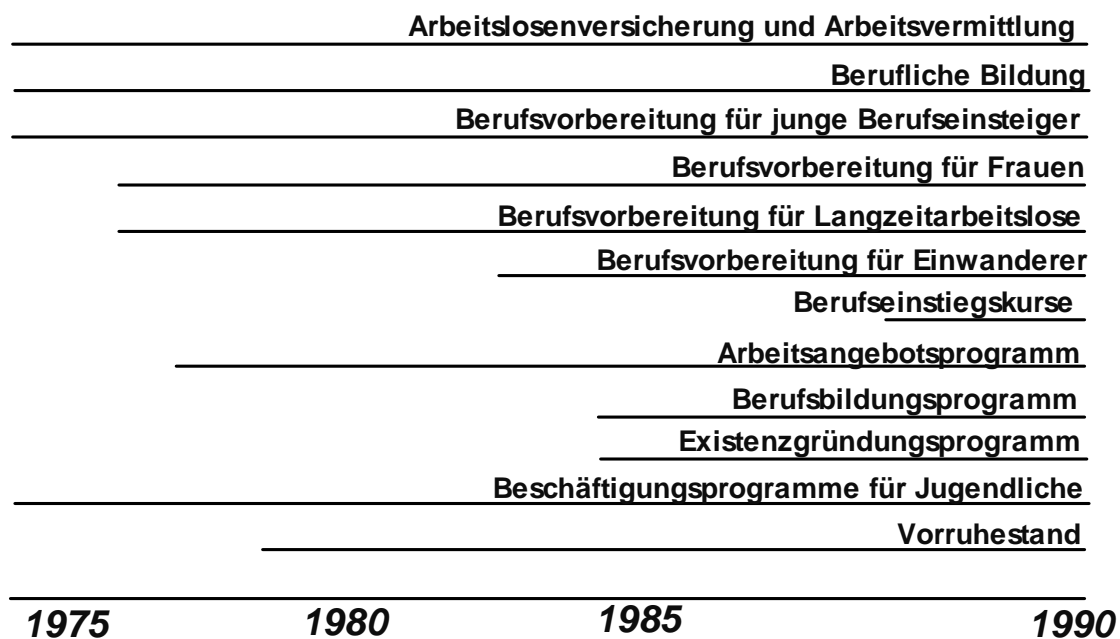 Arbeitslosenversicherung und Arbeitsvermittlung
Berufliche Bildung
Berufsvorbereitung für junge Berufseinsteiger
Berufsvorbereitung für Frauen
Berufsvorbereitung für Langzeitarbeitslose
Berufsvorbereitung für Einwanderer
Berufseinstiegskurse
Arbeitsangebotsprogramm
Berufsbildungsprogramm
Existenzgründungsprogramm
Beschäftigungsprogramme für Jugendliche
Vorruhestand
1975 1980 1985 1990